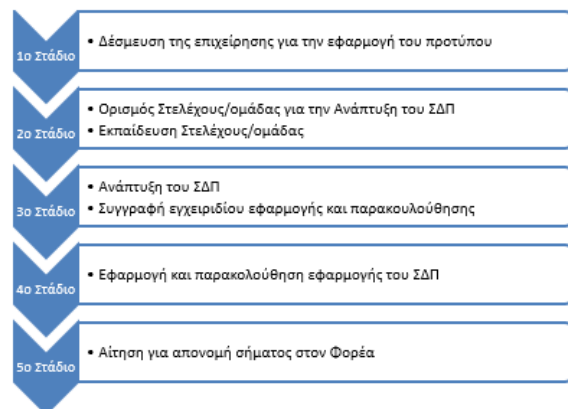 1ο Στάδιο
• Δέσμευση της επιχείρησης για την εφαρμογή του προτύπου
2ο Στάδιο
• Ορισμός Στελέχους/ομάδας για την Ανάπτυξη του ΣΔΠ
• Εκπαίδευση Στελέχους/ομάδας
3ο Στάδιο
• Ανάπτυξη του ΣΔΠ
• Συγγραφή εγχειριδίου εφαρμογής και παρακουλούθησης
4ο Στάδιο
• Εφαρμογή και παρακολούθηση εφαρμογής του ΣΔΠ
5ο Στάδιο
• Αίτηση για απονομή σήματος στον Φορέα